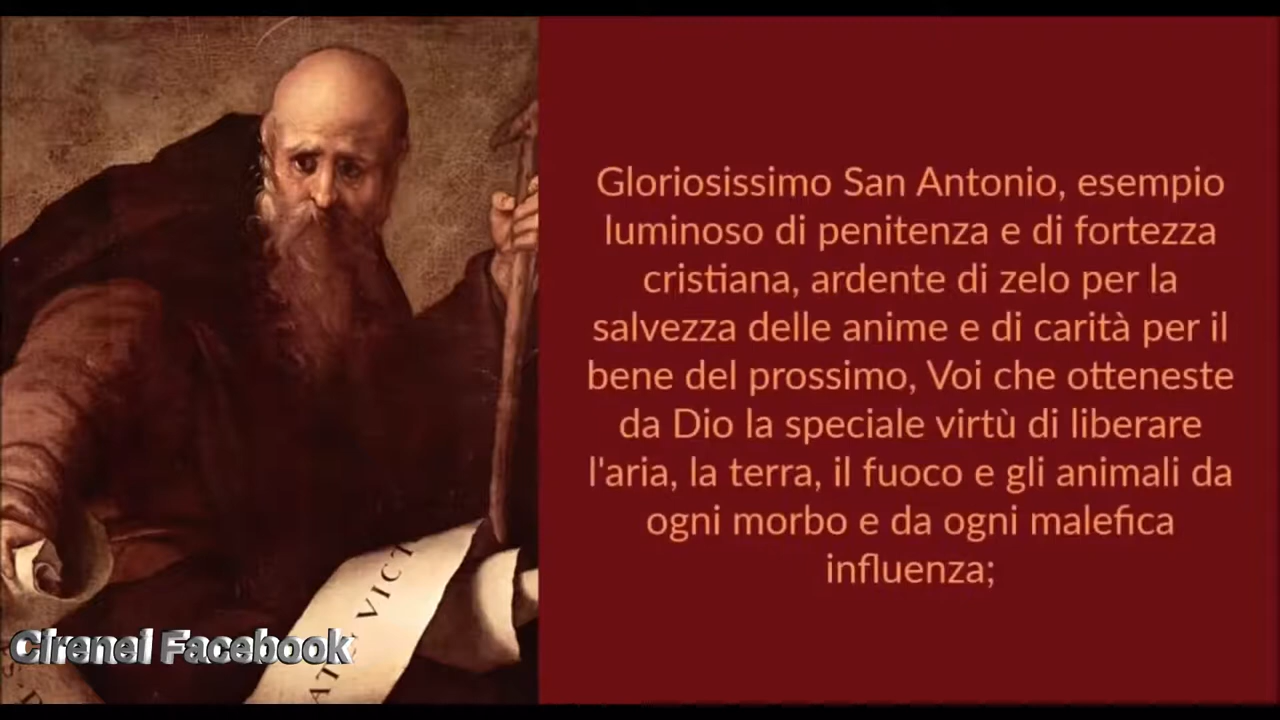 Gloriosissimo San Antonio, esempio
luminoso di penitenza e di fortezza
cristiana, ardente di zelo per la
salvezza delle anime e di carità per il
bene del prossimo, Voi che otteneste
da Dio la speciale virtù di liberare
l'aria, la terra, il fuoco e gli animali da
ogni morbo e da ogni malefica
influenza;
VICT
Cirenei Facebook